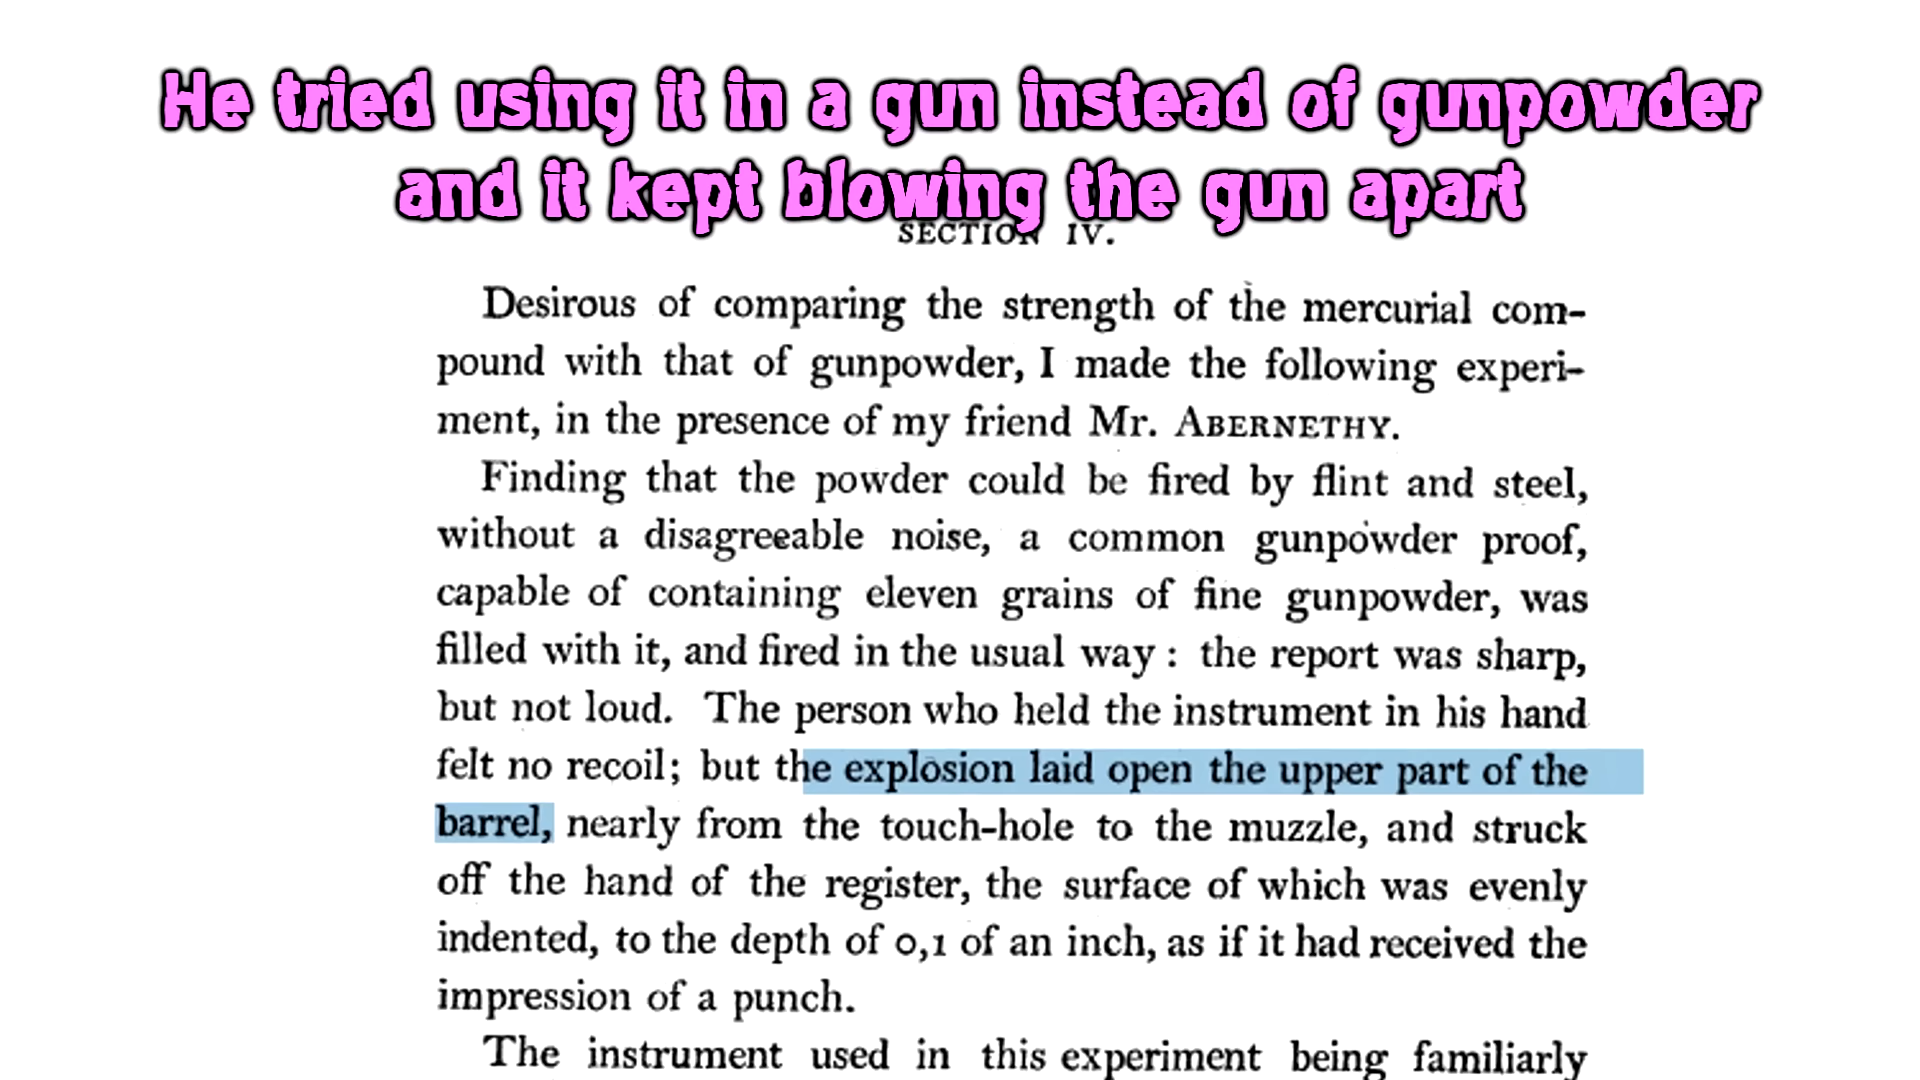 He tried using it in a gun instead of gunpowder
and it kept blowing the gun apart
SECTION IV.
Desirous of comparing the strength of the mercurial com-
pound with that of gunpowder, I made the following experi-
ment, in the presence of my friend Mr. ABERNETHY.
Finding that the powder could be fired by flint and steel,
without a disagreeable noise, a common gunpowder proof,
capable of containing eleven grains of fine gunpowder, was
filled with it, and fired in the usual way : the report was sharp,
but not loud. The person who held the instrument in his hand
felt no recoil; but the explosion laid open the upper part of the
barrel, nearly from the touch-hole to the muzzle, and struck
off the hand of the register, the surface of which was evenly
indented, to the depth of 0,1 of an inch, as if it had received the
impression of a punch.
The instrument used in this experiment being familiarly